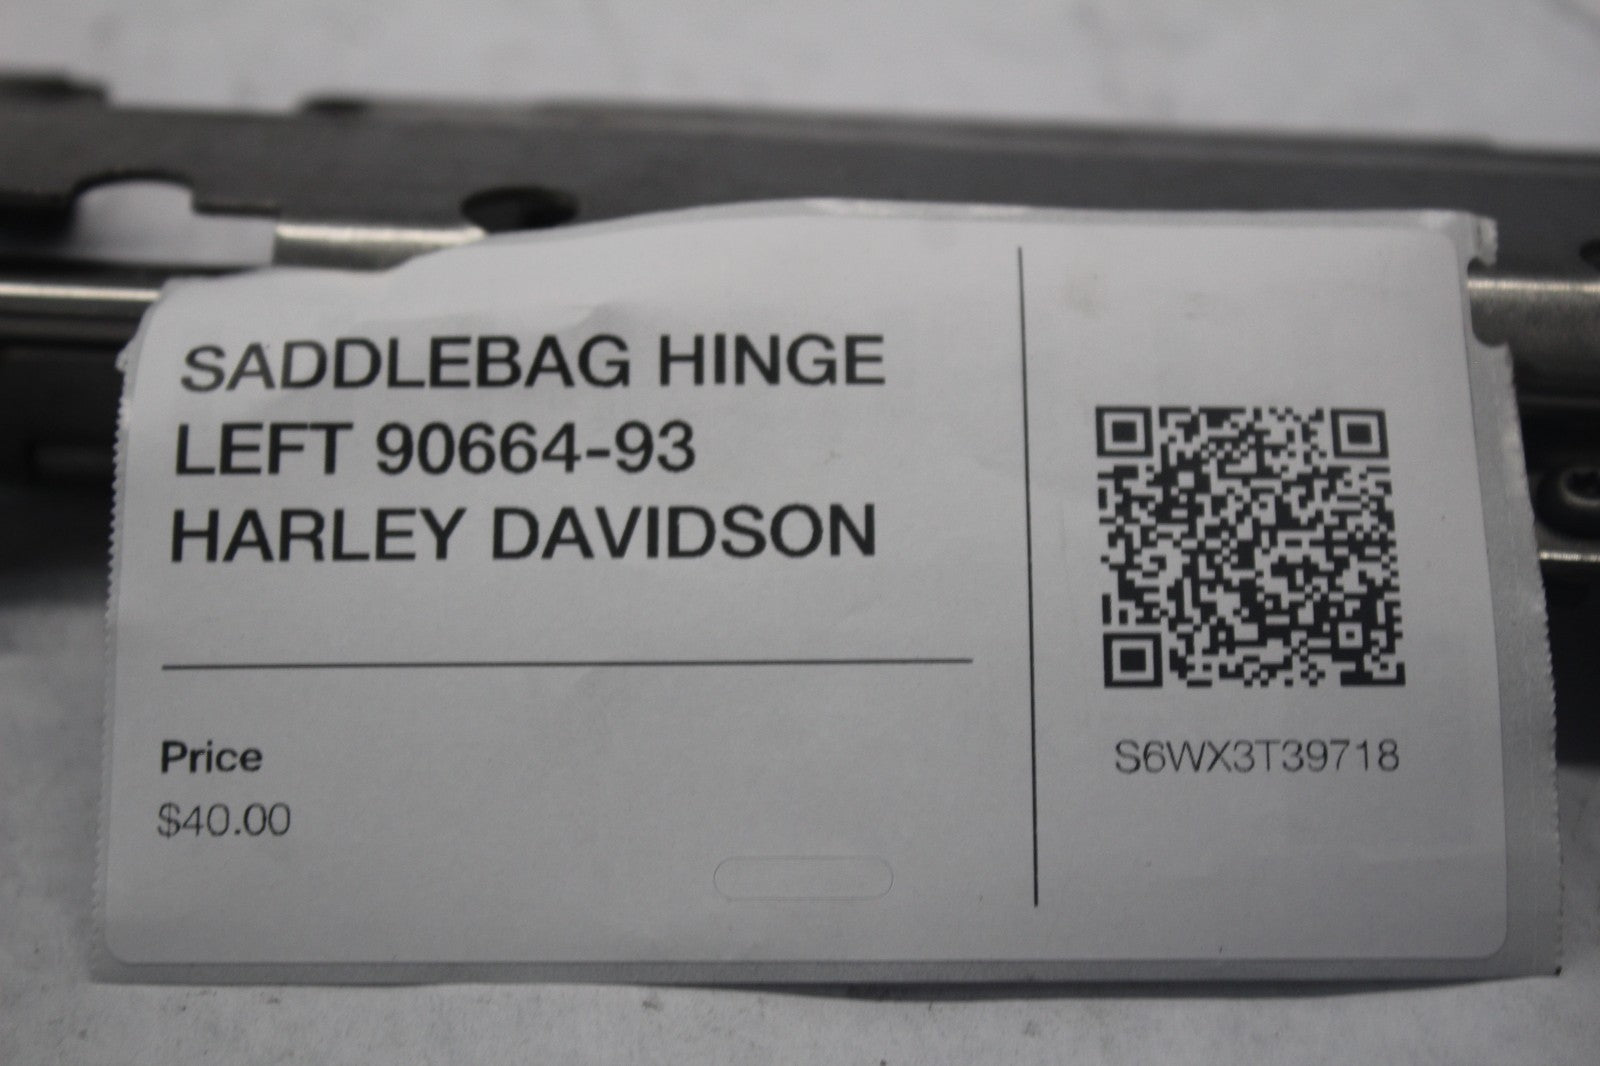 SADDLEBAG HINGE
LEFT 90664-93
HARLEY DAVIDSON
Price
$40.00
S6WX3T39718